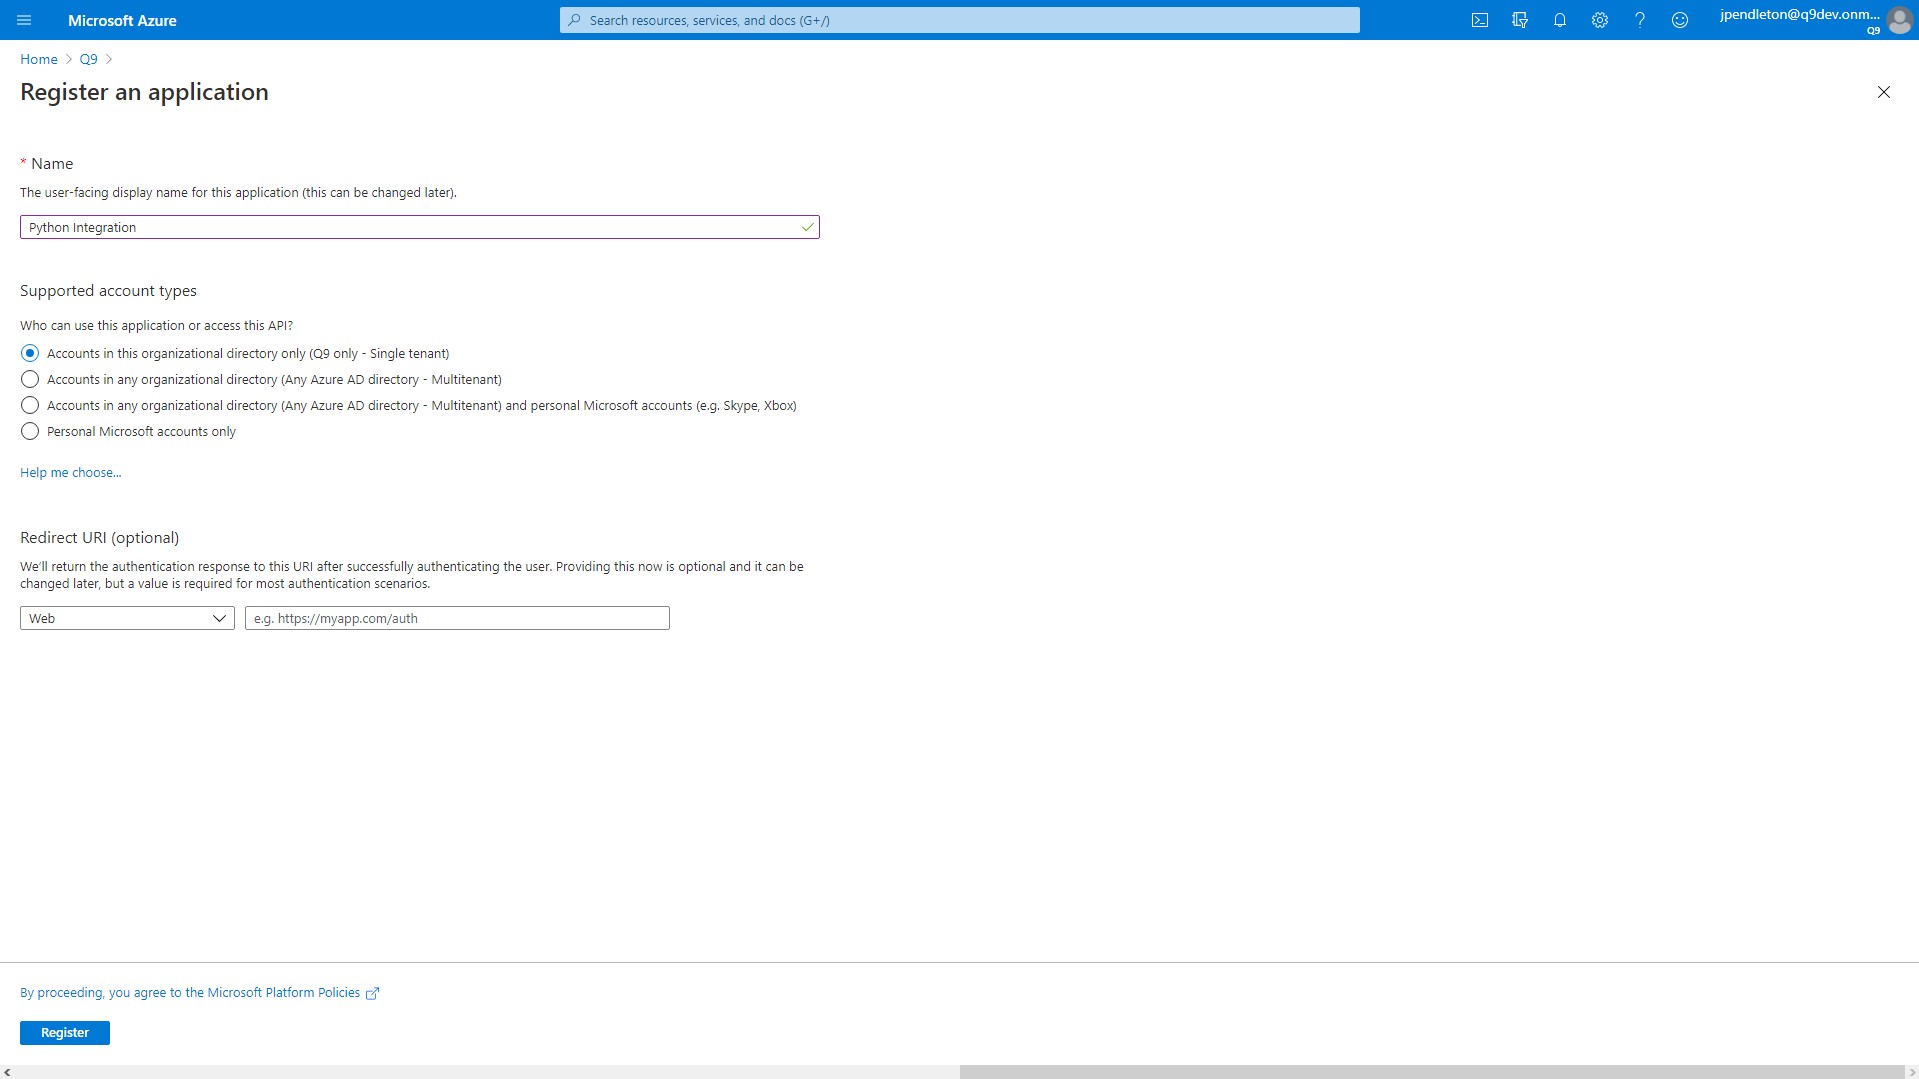 Microsoft Azure
Search resources, services, and docs (G+/)
jpendleton@q9dev.onm...
Q9
Home > Q9 >
Register an application
* Name
The user-facing display name for this application (this can be changed later).
Python Integration
Supported account types
Who can use this application or access this API?
Accounts in this organizational directory only (Q9 only - Single tenant)
Accounts in any organizational directory (Any Azure AD directory - Multitenant)
Accounts in any organizational directory (Any Azure AD directory - Multitenant) and personal Microsoft accounts (e.g. Skype, Xbox)
Personal Microsoft accounts only
Help me choose...
Redirect URI (optional)
We'll return the authentication response to this URI after successfully authenticating the user. Providing this now is optional and it can be
changed later, but a value is required for most authentication scenarios.
Web
e.g. https://myapp.com/auth
By proceeding, you agree to the Microsoft Platform Policies
Register